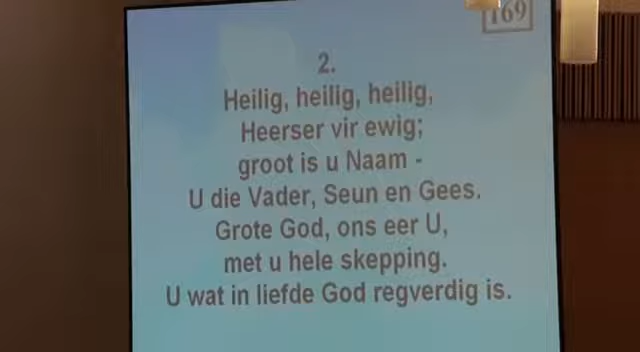 169
2.
Heilig, heilig, heilig,
Heerser vir ewig;
groot is u Naam -
U die Vader, Seun en Gees.
Grote God, ons eer U,
met u hele skepping.
U wat in liefde God regverdig is.